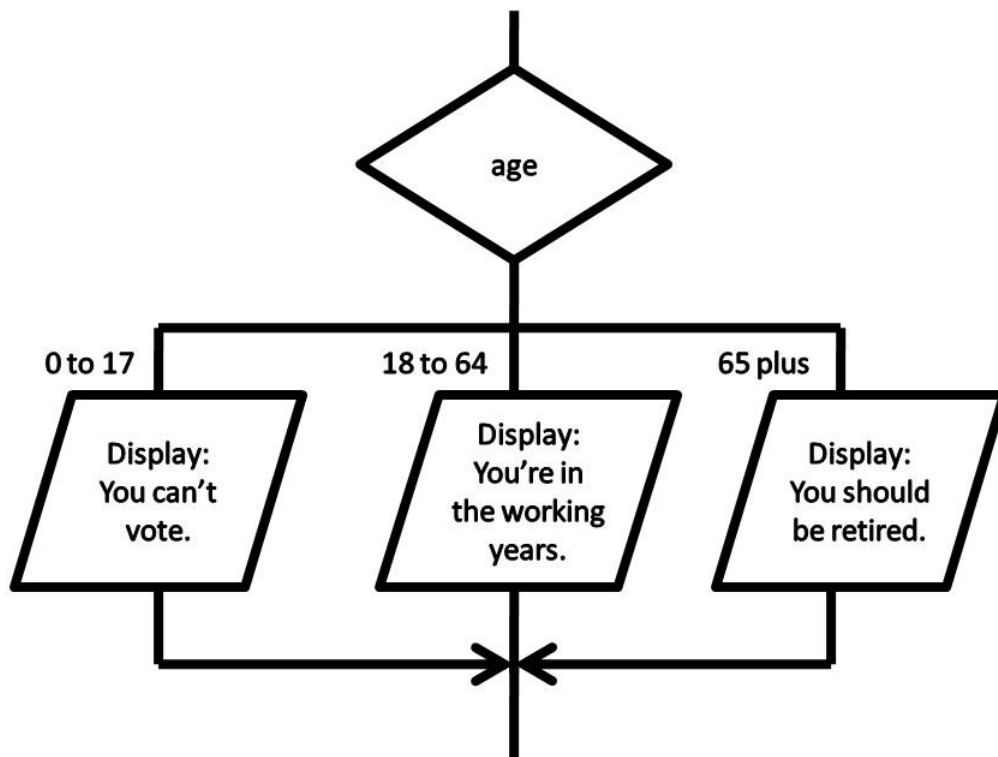 age
0 to 17
18 to 64
65 plus
Display:
You can't
vote.
Display:
You're in
the working
years.
Display:
You should
be retired.